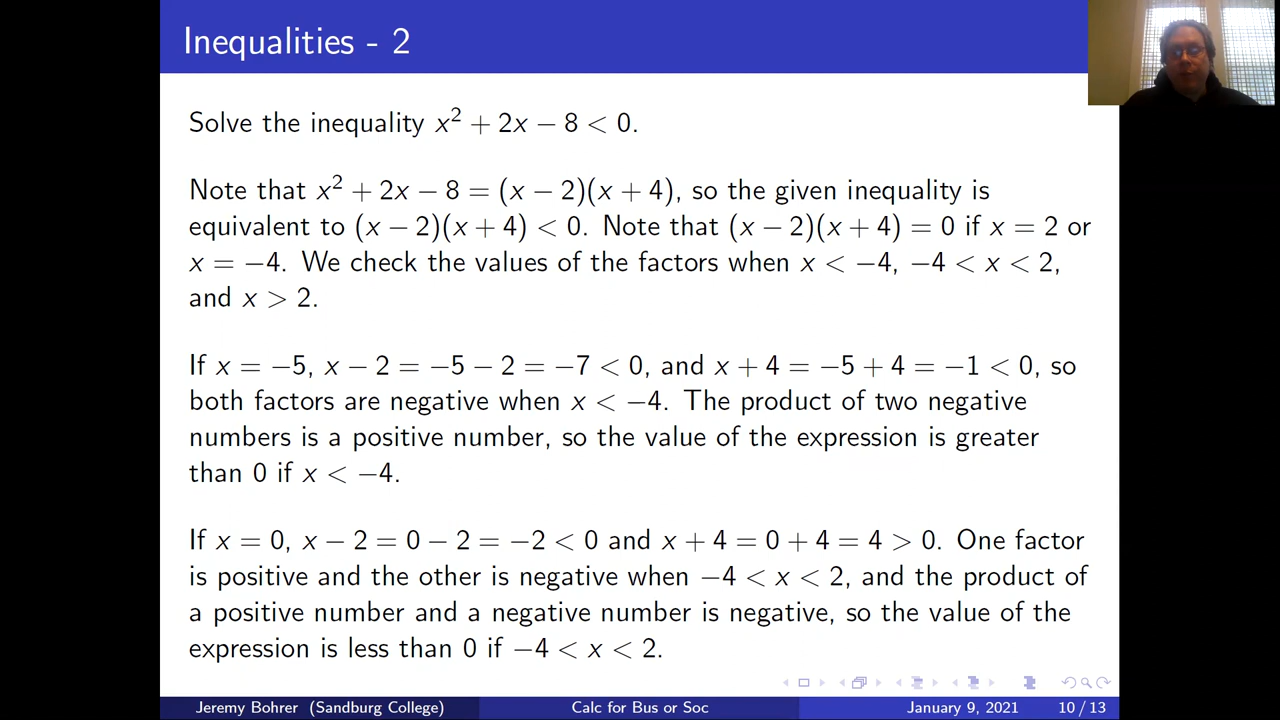 Inequalities - 2
Solve the inequality x² + 2x − 8 < 0.
Note that x² + 2x − 8 = (x − 2)(x + 4), so the given inequality is
equivalent to (x − 2)(x + 4) < 0. Note that (x − 2)(x + 4) = 0 if x = 2 or
x = −4. We check the values of the factors when x < −4, −4 < x < 2,
and x > 2.
If x = −5, x − 2 = −5 − 2 = −7 < 0, and x + 4 = −5 + 4 = −1 < 0, so
both factors are negative when x < −4. The product of two negative
numbers is a positive number, so the value of the expression is greater
than 0 if x < −4.
If x = 0, x − 2 = 0 − 2 = −2 < 0 and x + 4 = 0 + 4 = 4 > 0. One factor
is positive and the other is negative when −4 < x < 2, and the product of
a positive number and a negative number is negative, so the value of the
expression is less than 0 if −4 < x < 2.
Jeremy Bohrer (Sandburg College) Calc for Bus or Soc January 9, 2021 10 / 13